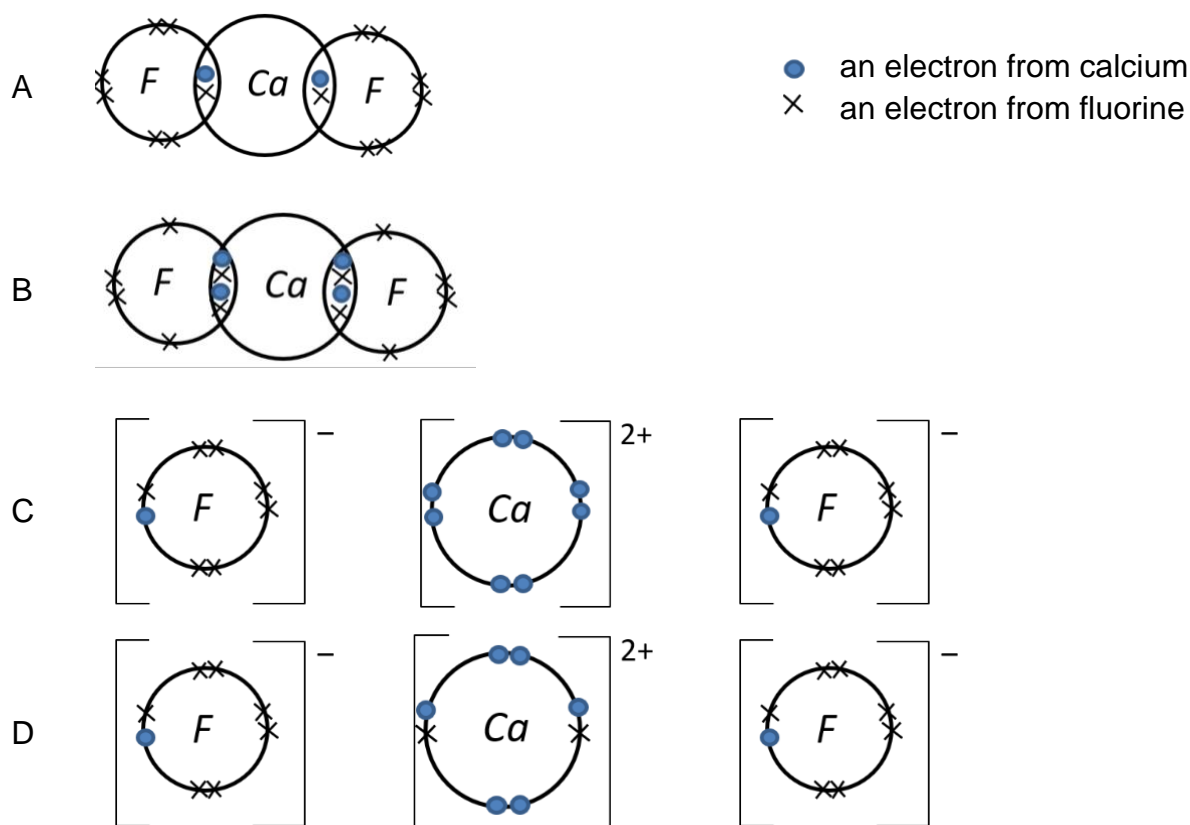 A F Ca F
an electron from calcium
an electron from fluorine
B F Ca F
C F − Ca 2+ F −
D F − Ca 2+ F −